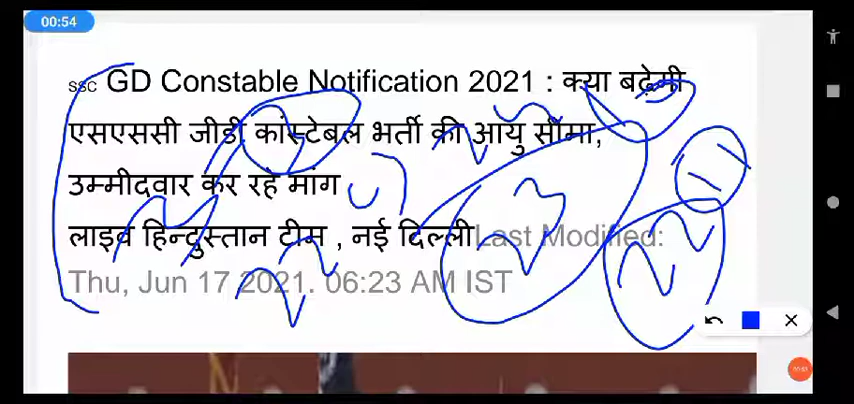 00:54
ssc GD Constable Notification 2021 : क्या बढ़ेगी
एसएससी जीडी कांस्टेबल भर्ती की आयु सीमा,
उम्मीदवार कर रहे मांग
लाइव हिन्दुस्तान टीम , नई दिल्लीLast Modified:
Thu, Jun 17 2021. 06:23 AM IST